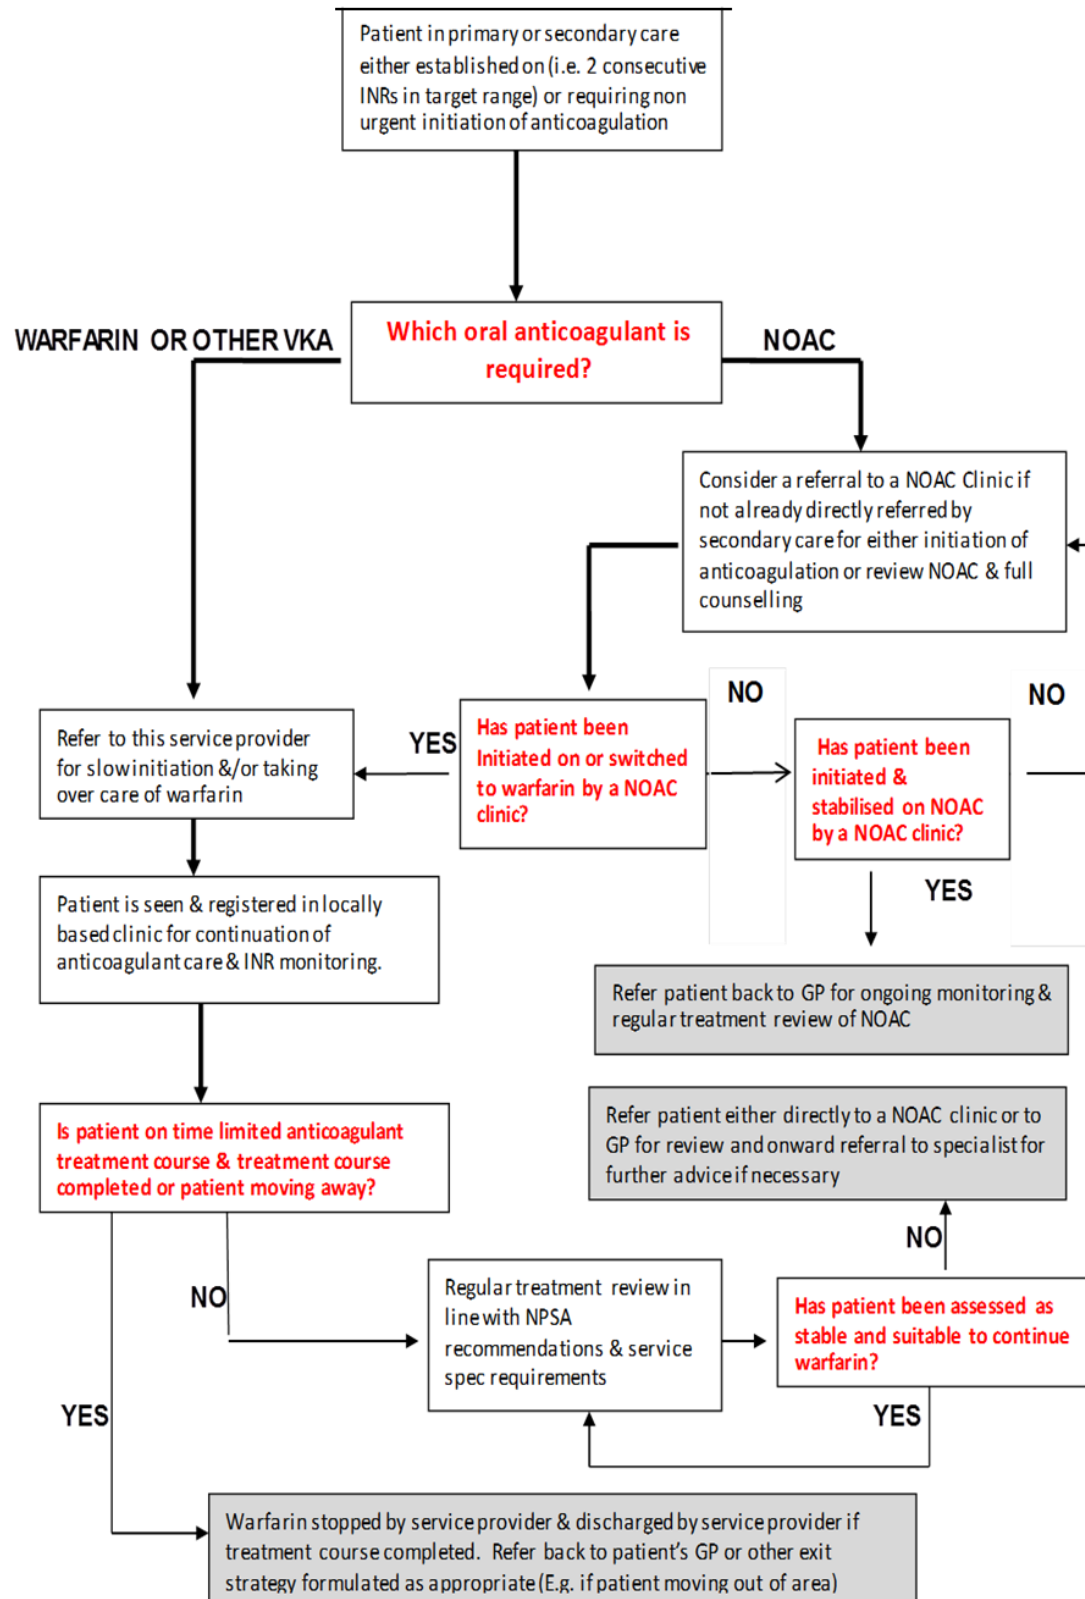 Patient in primary or secondary care
either established on (i.e. 2 consecutive
INRs in target range) or requiring non
urgent initiation of anticoagulation
Which oral anticoagulant is
required?
WARFARIN OR OTHER VKA
NOAC
Consider a referral to a NOAC Clinic if
not already directly referred by
secondary care for either initiation of
anticoagulation or review NOAC & full
counselling
Refer to this service provider
for slow initiation &/or taking
over care of warfarin
YES
Has patient been
Initiated on or switched
to warfarin by a NOAC
clinic?
NO
Has patient been
initiated &
stabilised on NOAC
by a NOAC clinic?
NO
YES
Patient is seen & registered in locally
based clinic for continuation of
anticoagulant care & INR monitoring.
Refer patient back to GP for ongoing monitoring &
regular treatment review of NOAC
Is patient on time limited anticoagulant
treatment course & treatment course
completed or patient moving away?
Refer patient either directly to a NOAC clinic or to
GP for review and onward referral to specialist for
further advice if necessary
NO
NO
Regular treatment review in
line with NPSA
recommendations & service
spec requirements
Has patient been assessed as
stable and suitable to continue
warfarin?
YES
YES
Warfarin stopped by service provider & discharged by service provider if
treatment course completed. Refer back to patient's GP or other exit
strategy formulated as appropriate (E.g. if patient moving out of area)